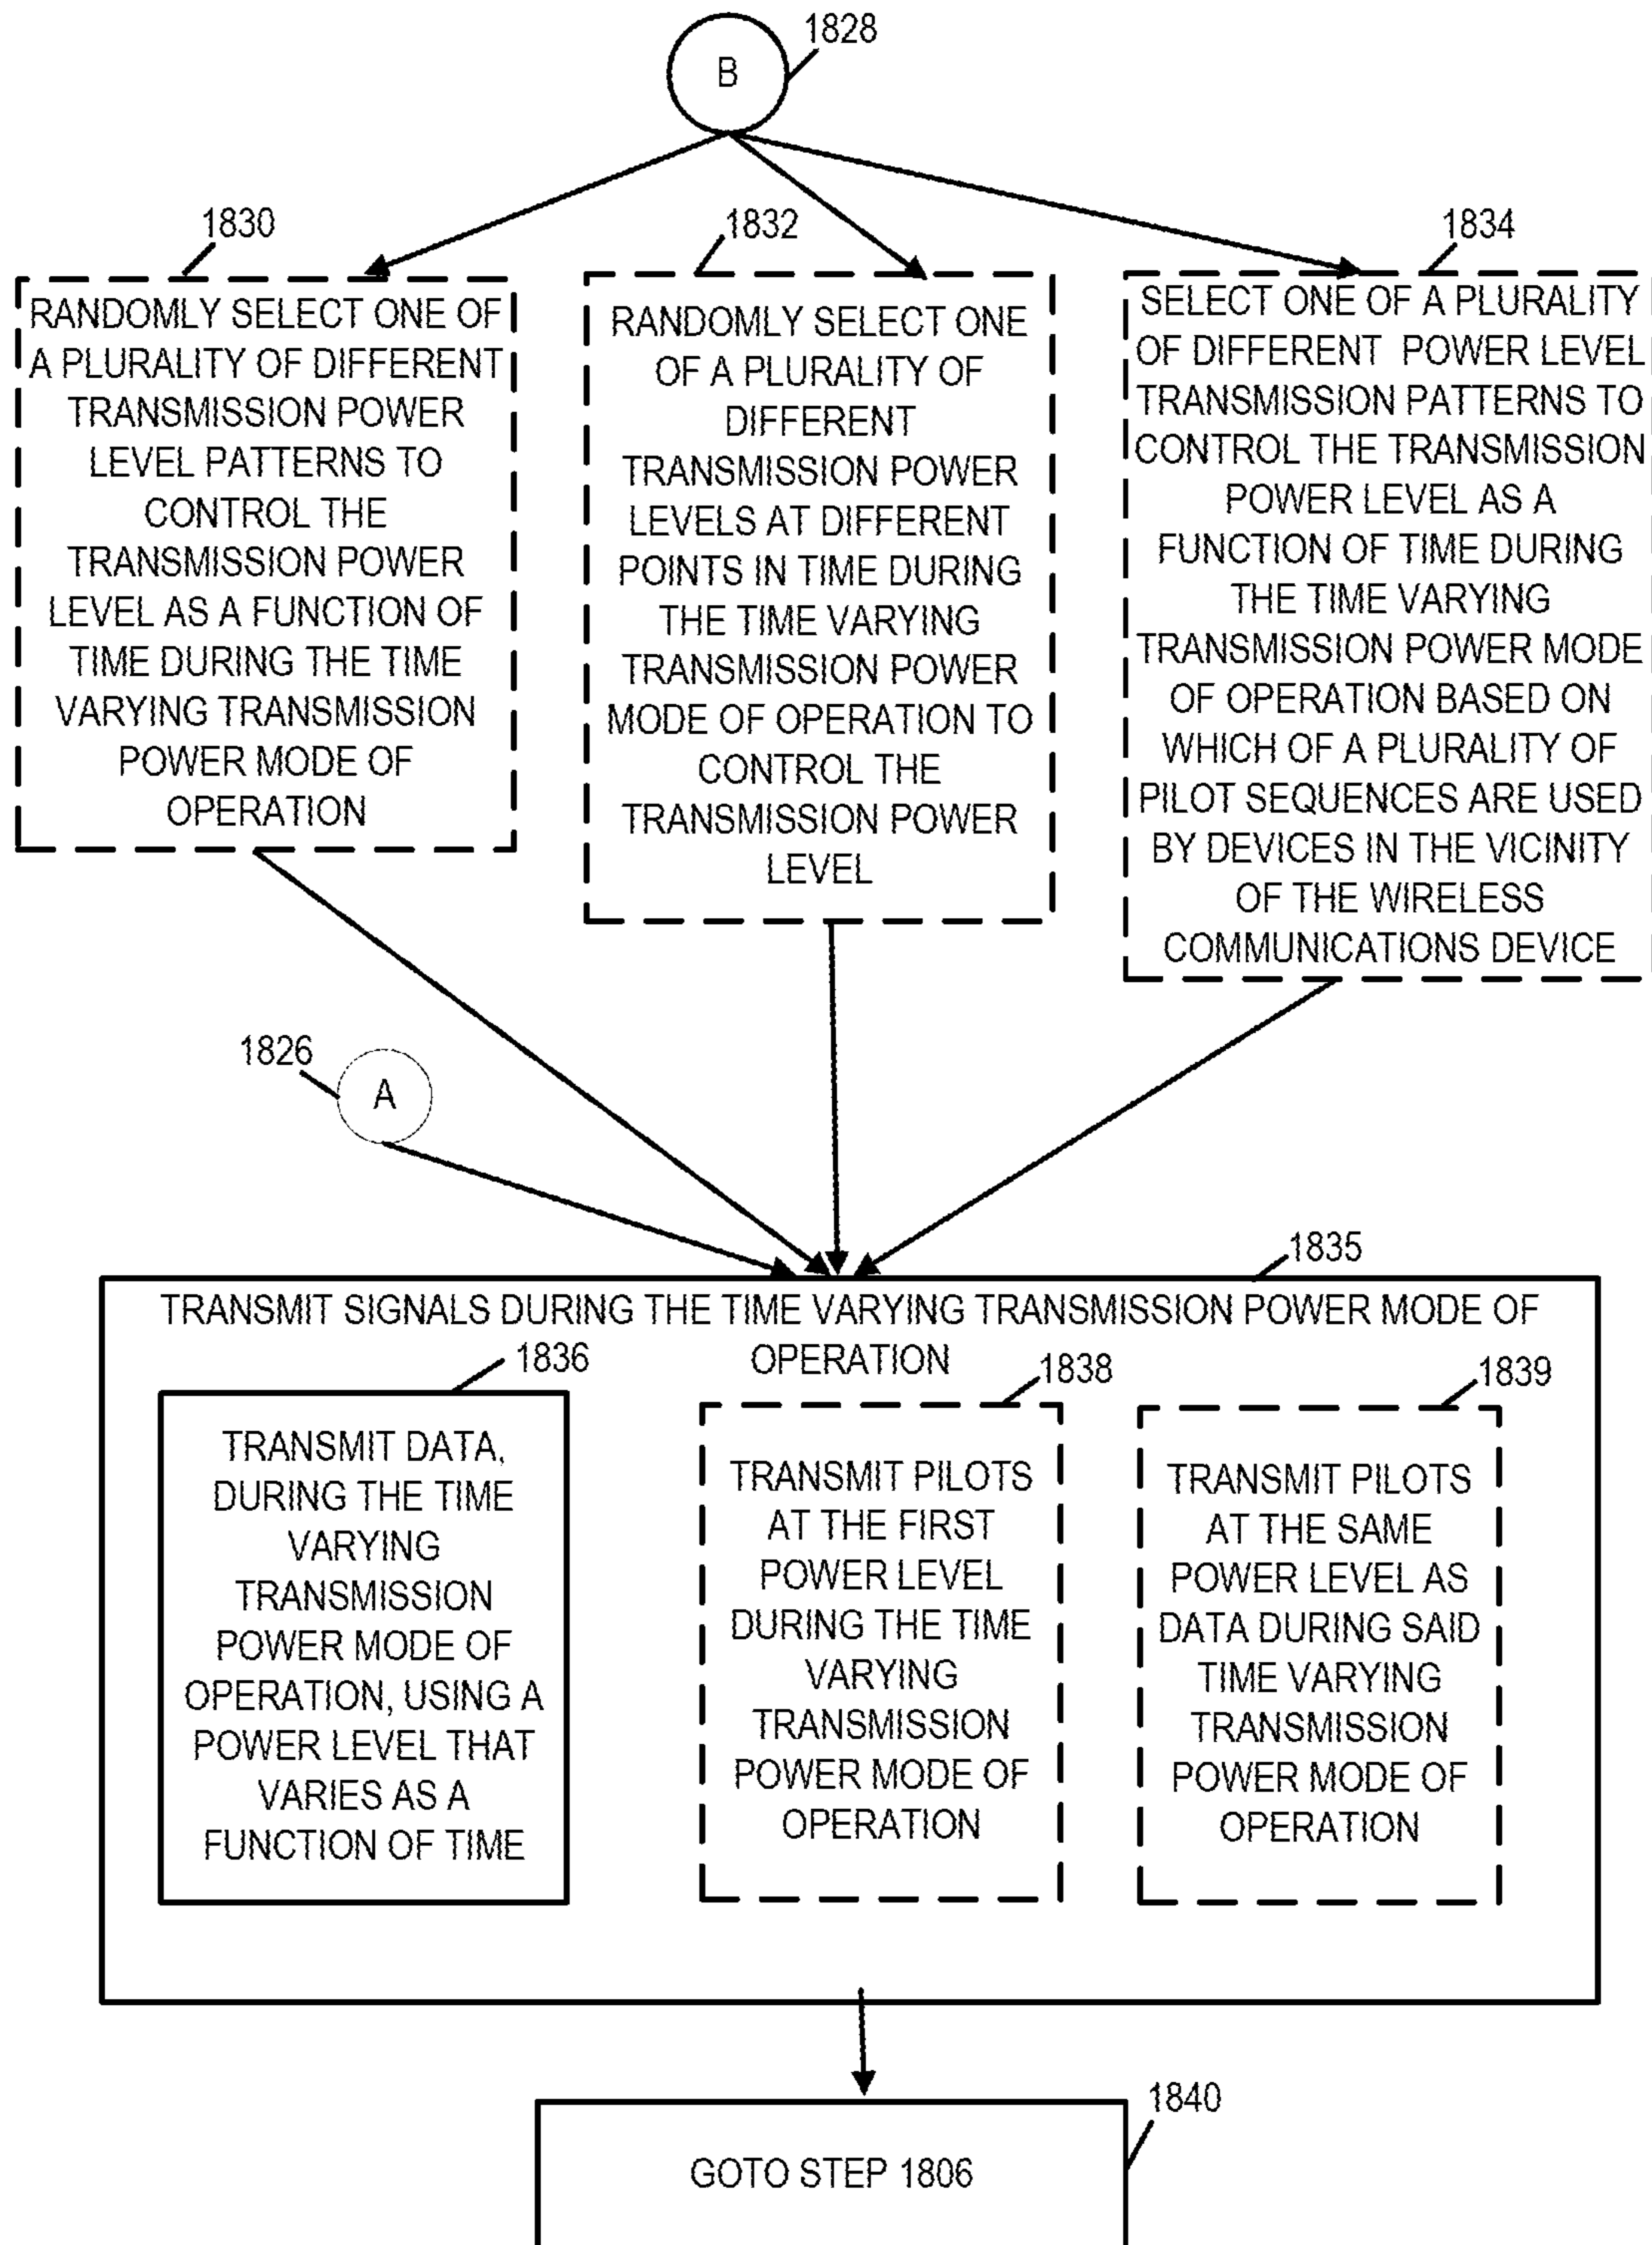 1828
B
1830
RANDOMLY SELECT ONE OF
A PLURALITY OF DIFFERENT
TRANSMISSION POWER
LEVEL PATTERNS TO
CONTROL THE
TRANSMISSION POWER
LEVEL AS A FUNCTION OF
TIME DURING THE TIME
VARYING TRANSMISSION
POWER MODE OF
OPERATION
1832
RANDOMLY SELECT ONE
OF A PLURALITY OF
DIFFERENT
TRANSMISSION POWER
LEVELS AT DIFFERENT
POINTS IN TIME DURING
THE TIME VARYING
TRANSMISSION POWER
MODE OF OPERATION TO
CONTROL THE
TRANSMISSION POWER
LEVEL
1834
SELECT ONE OF A PLURALITY
OF DIFFERENT POWER LEVEL
TRANSMISSION PATTERNS TO
CONTROL THE TRANSMISSION
POWER LEVEL AS A
FUNCTION OF TIME DURING
THE TIME VARYING
TRANSMISSION POWER MODE
OF OPERATION BASED ON
WHICH OF A PLURALITY OF
PILOT SEQUENCES ARE USED
BY DEVICES IN THE VICINITY
OF THE WIRELESS
COMMUNICATIONS DEVICE
1826
A
1835
TRANSMIT SIGNALS DURING THE TIME VARYING TRANSMISSION POWER MODE OF
OPERATION
1836
TRANSMIT DATA,
DURING THE TIME
VARYING
TRANSMISSION
POWER MODE OF
OPERATION, USING A
POWER LEVEL THAT
VARIES AS A
FUNCTION OF TIME
1838
TRANSMIT PILOTS
AT THE FIRST
POWER LEVEL
DURING THE TIME
VARYING
TRANSMISSION
POWER MODE OF
OPERATION
1839
TRANSMIT PILOTS
AT THE SAME
POWER LEVEL AS
DATA DURING SAID
TIME VARYING
TRANSMISSION
POWER MODE OF
OPERATION
1840
GOTO STEP 1806